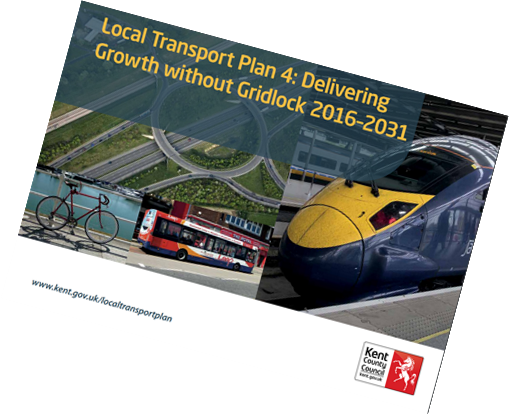 Local Transport Plan 4: Delivering
Growth without Gridlock 2016-2031
www.kent.gov.uk/localtransportplan
Kent
County
Council
kent.gov.uk